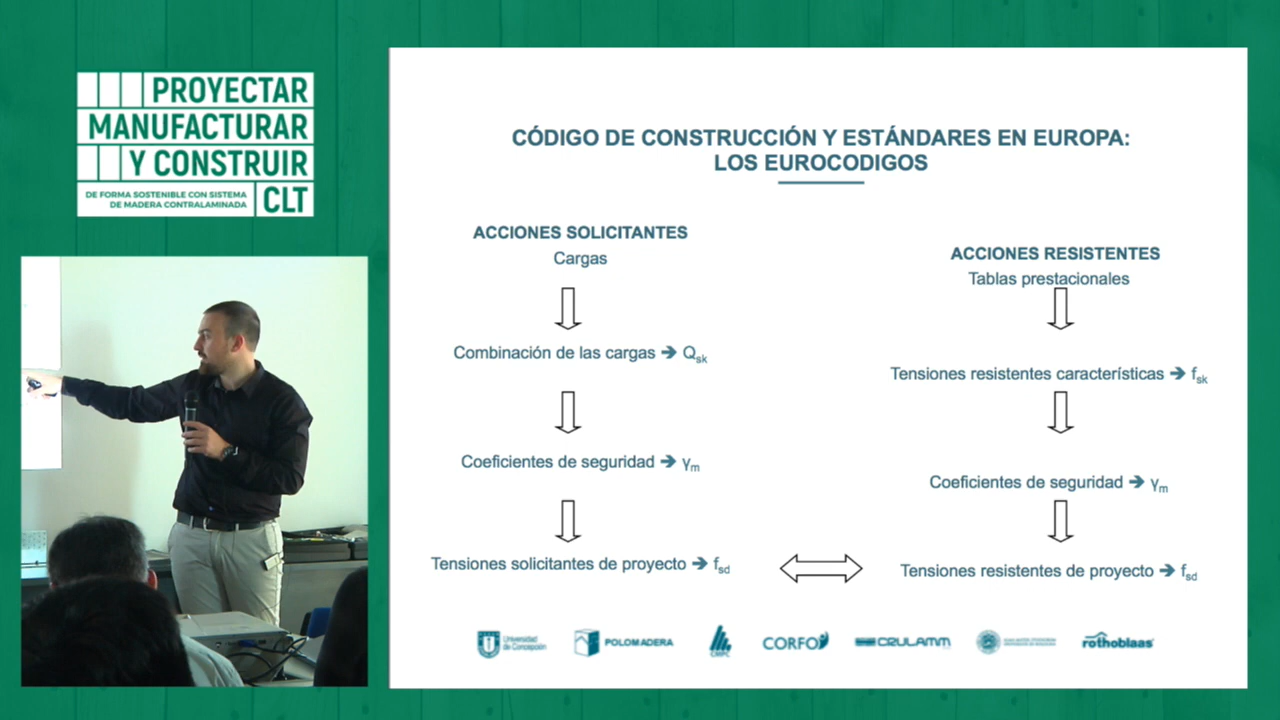 PROYECTAR
MANUFACTURAR
Y CONSTRUIR
DE FORMA SOSTENIBLE CON SISTEMA
DE MADERA CONTRALAMINADA
CLT
CÓDIGO DE CONSTRUCCIÓN Y ESTÁNDARES EN EUROPA:
LOS EUROCODIGOS
ACCIONES SOLICITANTES
Cargas
Combinación de las cargas ➔ Qsk
Coeficientes de seguridad ➔ γm
Tensiones solicitantes de proyecto ➔ fsd
ACCIONES RESISTENTES
Tablas prestacionales
Tensiones resistentes características ➔ fsk
Coeficientes de seguridad ➔ γm
Tensiones resistentes de proyecto ➔ fsd
Universidad
de Concepción
POLOMADERA
CMPC
CORFO
CRULAMM
rothoblaas